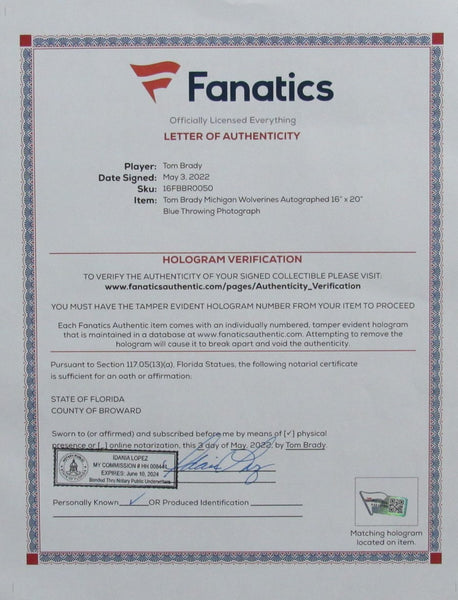 Fanatics
Officially Licensed Everything
LETTER OF AUTHENTICITY
Player: Tom Brady
Date Signed: May 3, 2022
Sku: 16FBBR0050
Item: Tom Brady Michigan Wolverines Autographed 16" x 20"
Blue Throwing Photograph
HOLOGRAM VERIFICATION
TO VERIFY THE AUTHENTICITY OF YOUR SIGNED COLLECTIBLE PLEASE VISIT:
www.fanaticsauthentic.com/pages/Authenticity_Verification
YOU MUST HAVE THE TAMPER EVIDENT HOLOGRAM NUMBER FROM YOUR ITEM TO PROCEED
Each Fanatics Authentic item comes with an individually numbered, tamper evident hologram
that is maintained in a database at www.fanaticsauthentic.com. Attempting to remove the
hologram will cause it to break apart and void the authenticity.
Pursuant to Section 117.05(13)(a), Florida Statues, the following notarial certificate
is sufficient for an oath or affirmation:
STATE OF FLORIDA
COUNTY OF BROWARD
Sworn to (or affirmed) and subscribed before me by means of [✓] physical
presence or [_] online notarization, this 3 day of May, 2022, by Tom Brady.
IDANIA LOPEZ
MY COMMISSION # HH 008441
EXPIRES: June 10, 2024
Bonded Thru Notary Public Underwriters
Personally Known ✓ OR Produced Identification
Matching hologram
located on item.